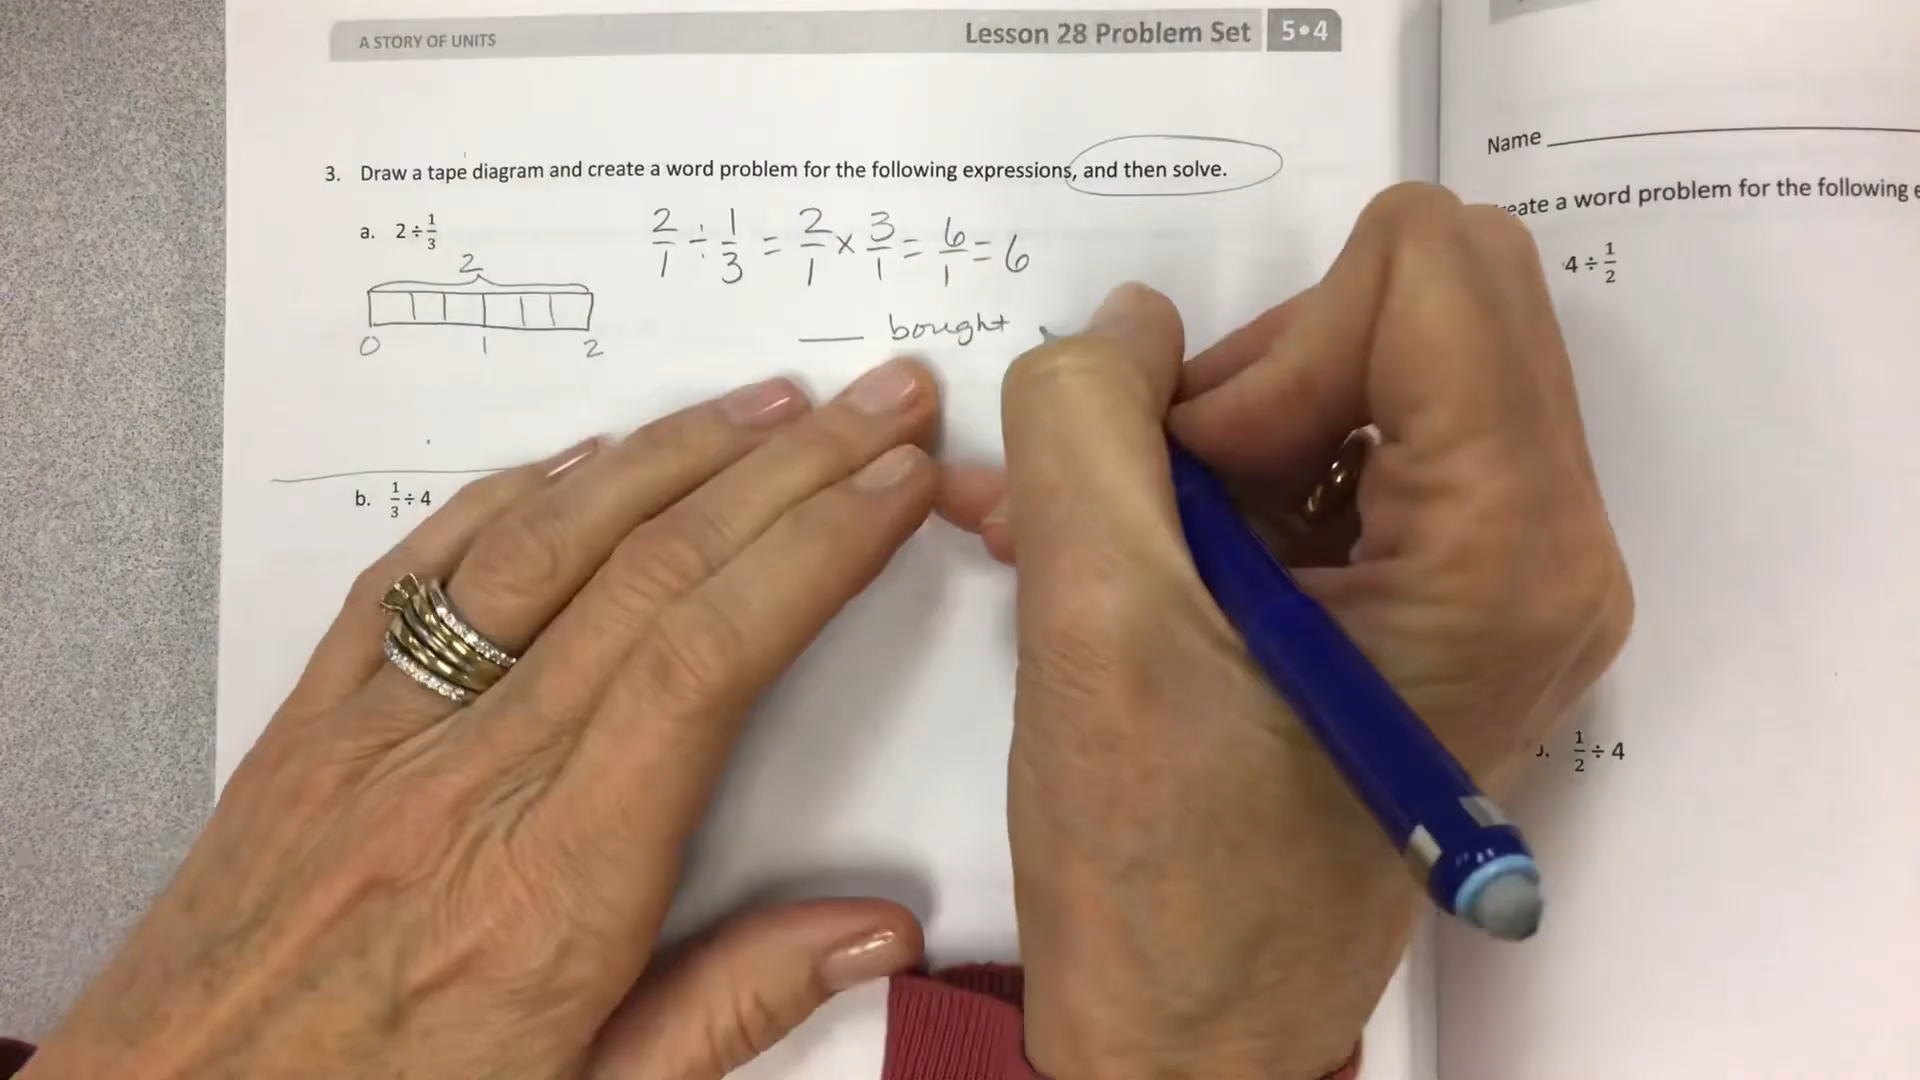 A STORY OF UNITS
Lesson 28 Problem Set 5•4
3. Draw a tape diagram and create a word problem for the following expressions, and then solve.
a. 2 ÷ 1/3
2/1 ÷ 1/3 = 2/1 × 3/1 = 6/1 = 6
2
0 1 2
___ bought
b. 1/3 ÷ 4
Name
a word problem for the following
4 ÷ 1/2
1/2 ÷ 4